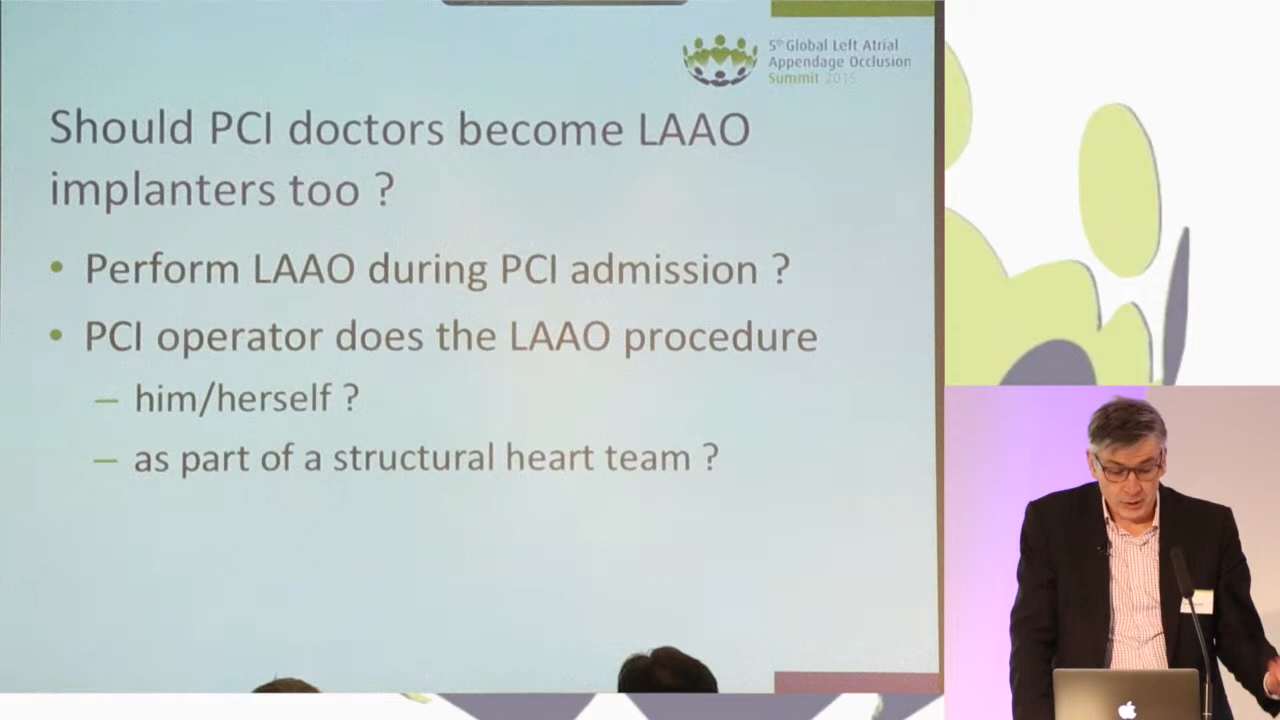 5th Global Left Atrial
Appendage Occlusion
Summit 2015
Should PCI doctors become LAAO
implanters too ?
• Perform LAAO during PCI admission ?
• PCI operator does the LAAO procedure
– him/herself ?
– as part of a structural heart team ?